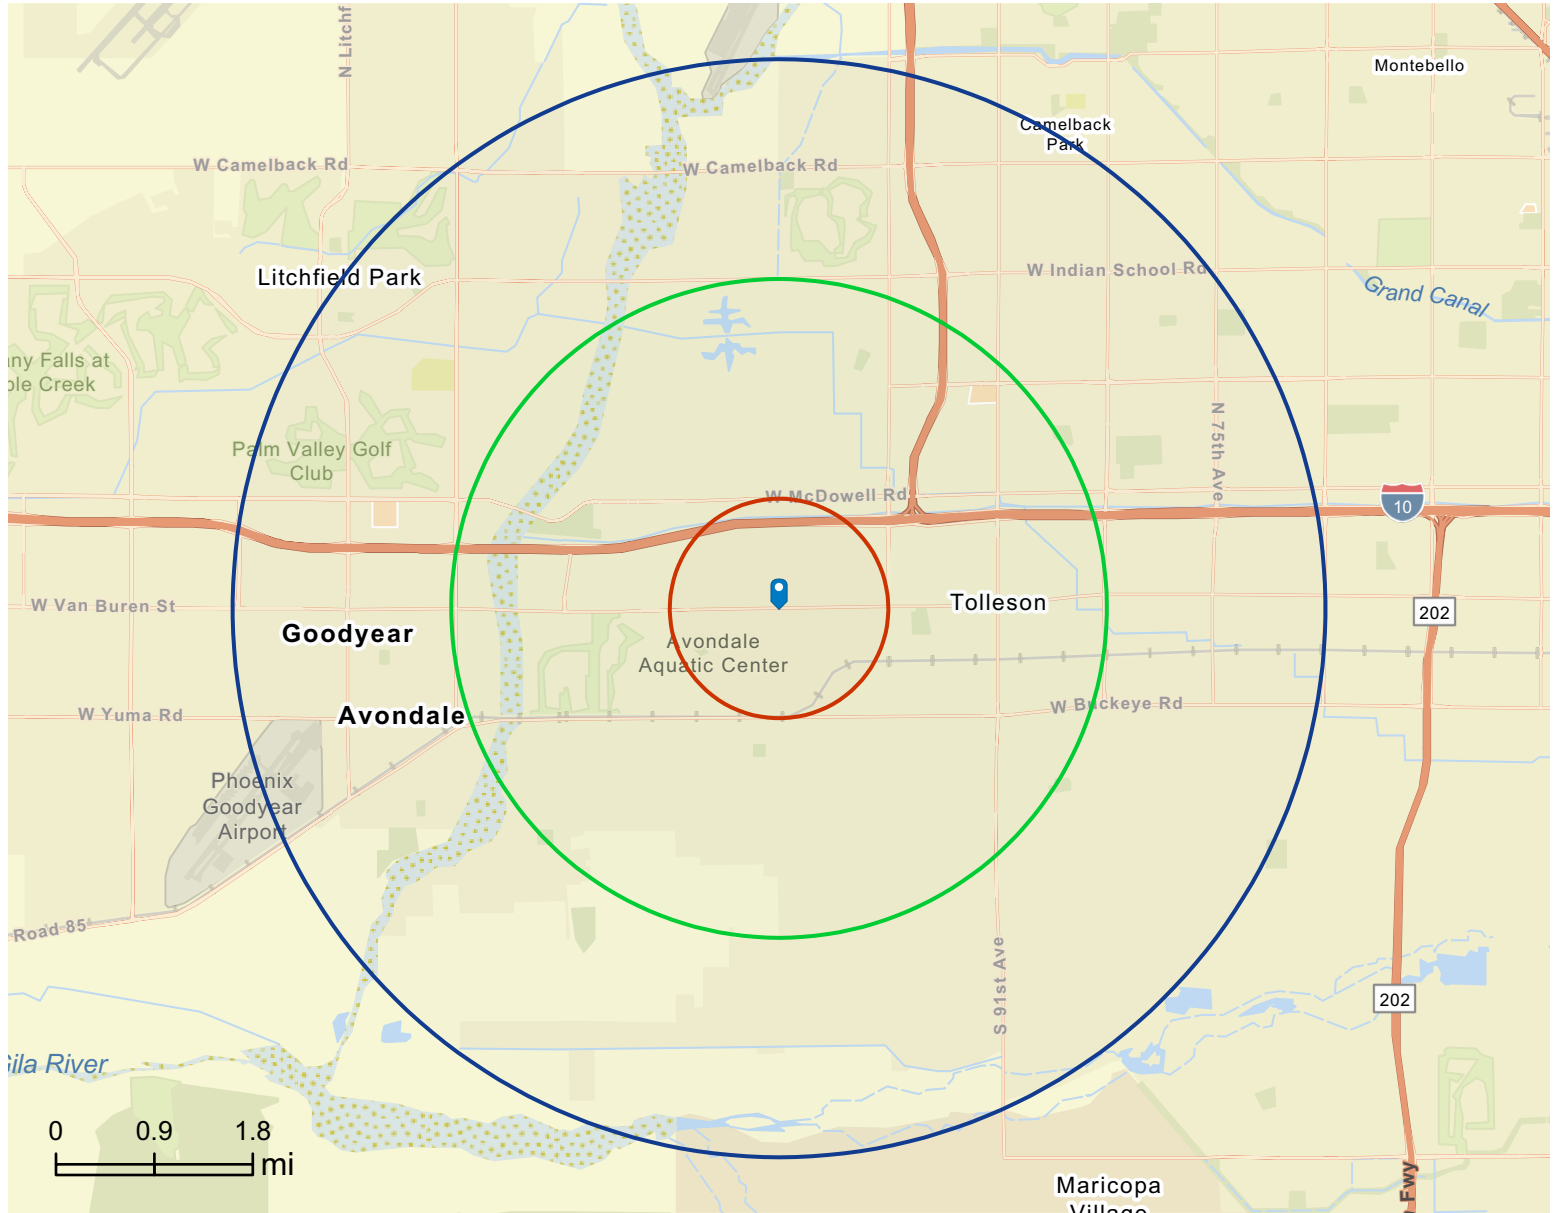 N Litchf
Montebello
Camelback
Park
W Camelback Rd
W Camelback Rd
W Indian School Rd
Litchfield Park
Grand Canal
any Falls at
ble Creek
N 75th Ave
Palm Valley Golf
Club
W McDowell Rd
10
W Van Buren St
Tolleson
202
Goodyear
Avondale
Aquatic Center
W Yuma Rd
Avondale
W Buckeye Rd
Phoenix
Goodyear
Airport
Road 85
S 91st Ave
202
Gila River
0 0.9 1.8
mi
Maricopa
Village
Fwy